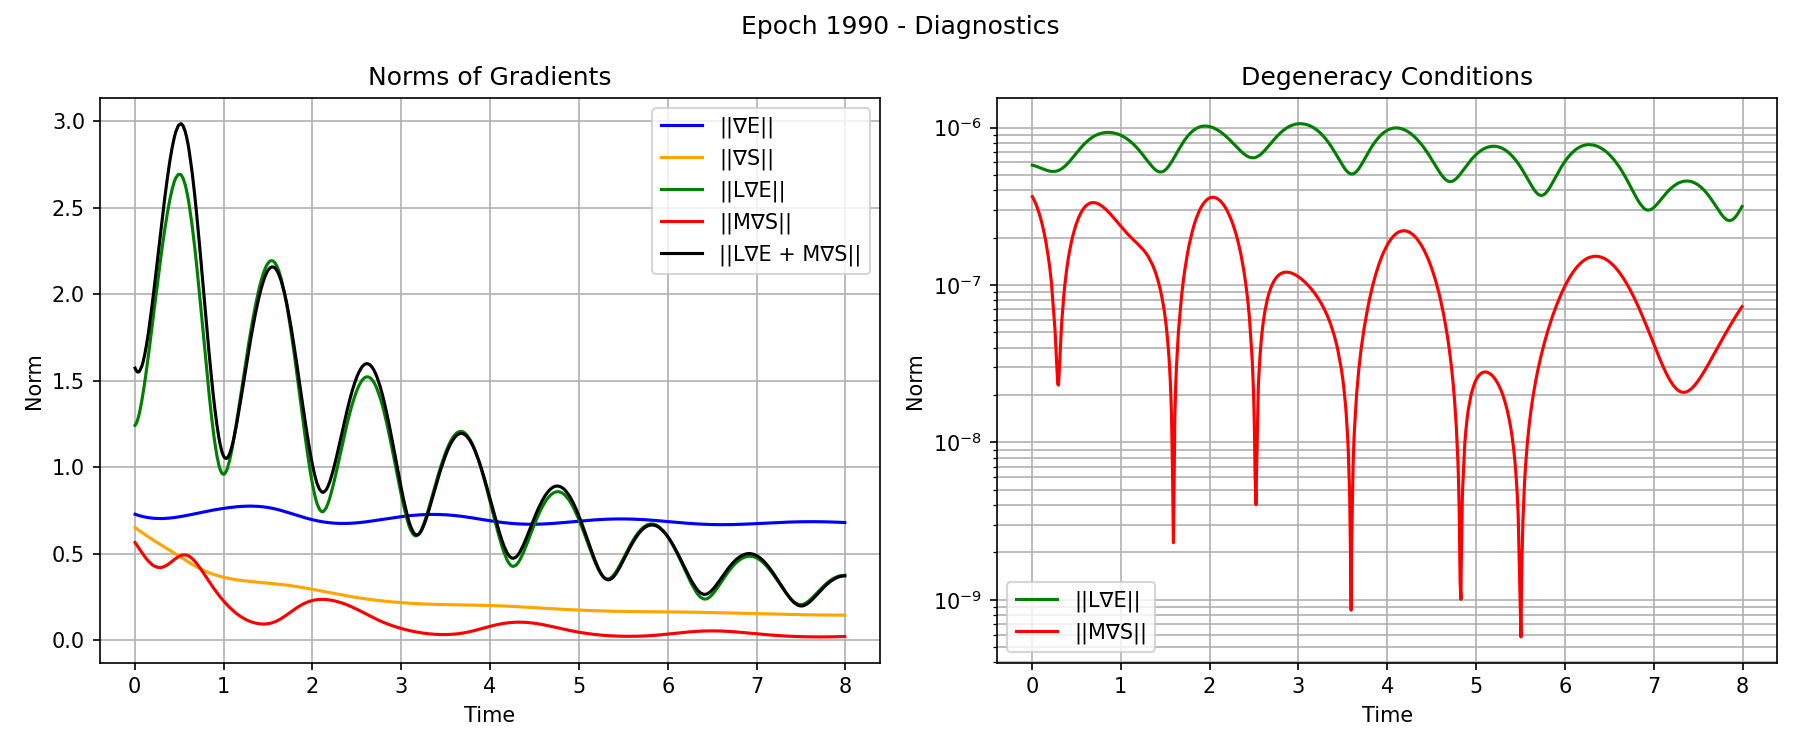 Epoch 1990 - Diagnostics
Norms of Gradients
3.0
2.5
2.0
1.5
1.0
0.5
0.0
Norm
||∇E||
||∇S||
||L∇E||
||M∇S||
||L∇E + M∇S||
0 1 2 3 4 5 6 7 8
Time
Degeneracy Conditions
10⁻⁶
10⁻⁷
10⁻⁸
10⁻⁹
Norm
||L∇E||
||M∇S||
0 1 2 3 4 5 6 7 8
Time